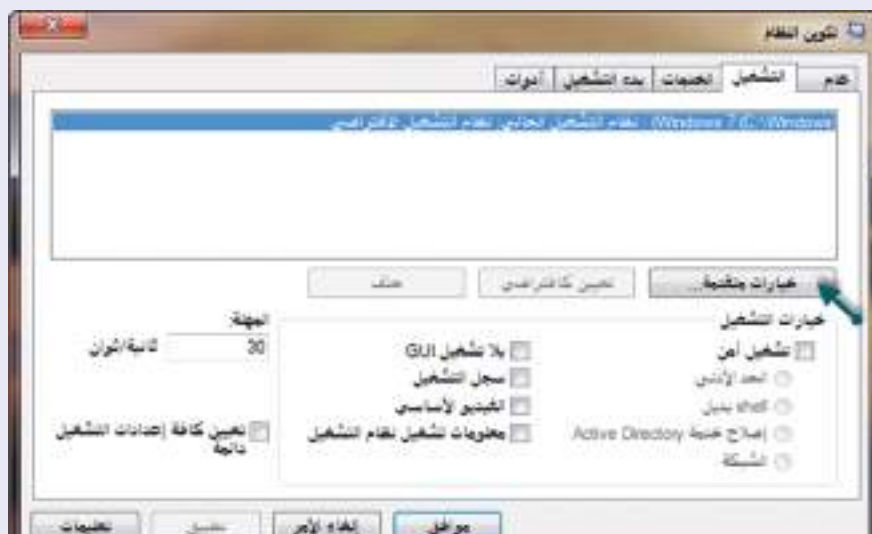 تكوين النظام
عام
التشغيل
الخدمات
بدء التشغيل
أدوات
Windows 7 (C:\Windows) : نظام التشغيل الحالي; نظام التشغيل الافتراضي
خيارات متقدمة...
تعيين كافتراضي
حذف
خيارات التشغيل
تشغيل آمن
الحد الأدنى
shell بديل
إصلاح خدمة Active Directory
الشبكة
بلا تشغيل GUI
سجل التشغيل
الفيديو الأساسي
معلومات تشغيل نظام التشغيل
المهلة:
30 ثانية/ثوان
تعيين كافة إعدادات التشغيل
دائمة
موافق
إلغاء الأمر
تطبيق
تعليمات